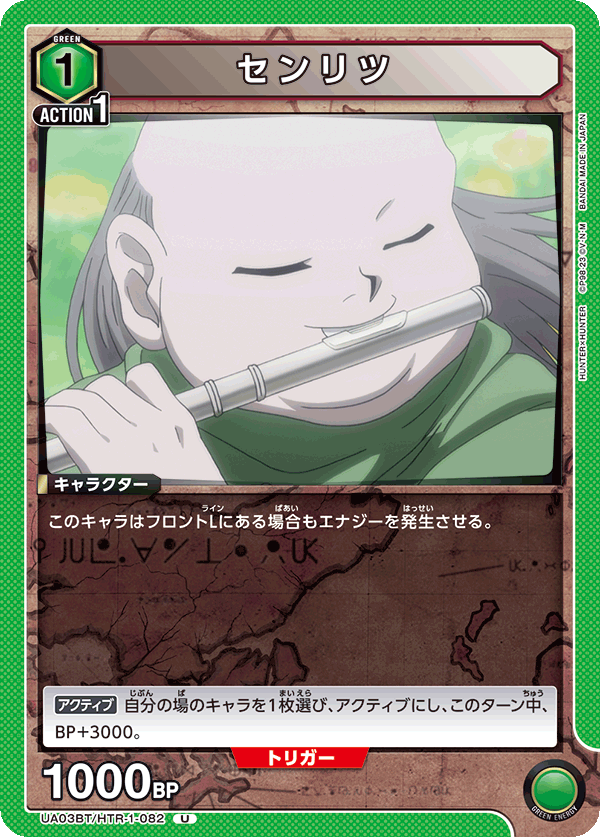 GREEN
1
センリツ
ACTION 1
HUNTER×HUNTER ©P98-23 ©V・N・M BANDAI MADE IN JAPAN
キャラクター
このキャラはフロントLにある場合もエナジーを発生させる。
アクティブ 自分の場のキャラを1枚選び、アクティブにし、このターン中、
BP+3000。
トリガー
1000BP
GREEN ENERGY
UA03BT/HTR-1-082 U